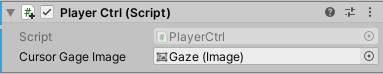 Player Ctrl (Script)
Script PlayerCtrl
Cursor Gage Image Gaze (Image)